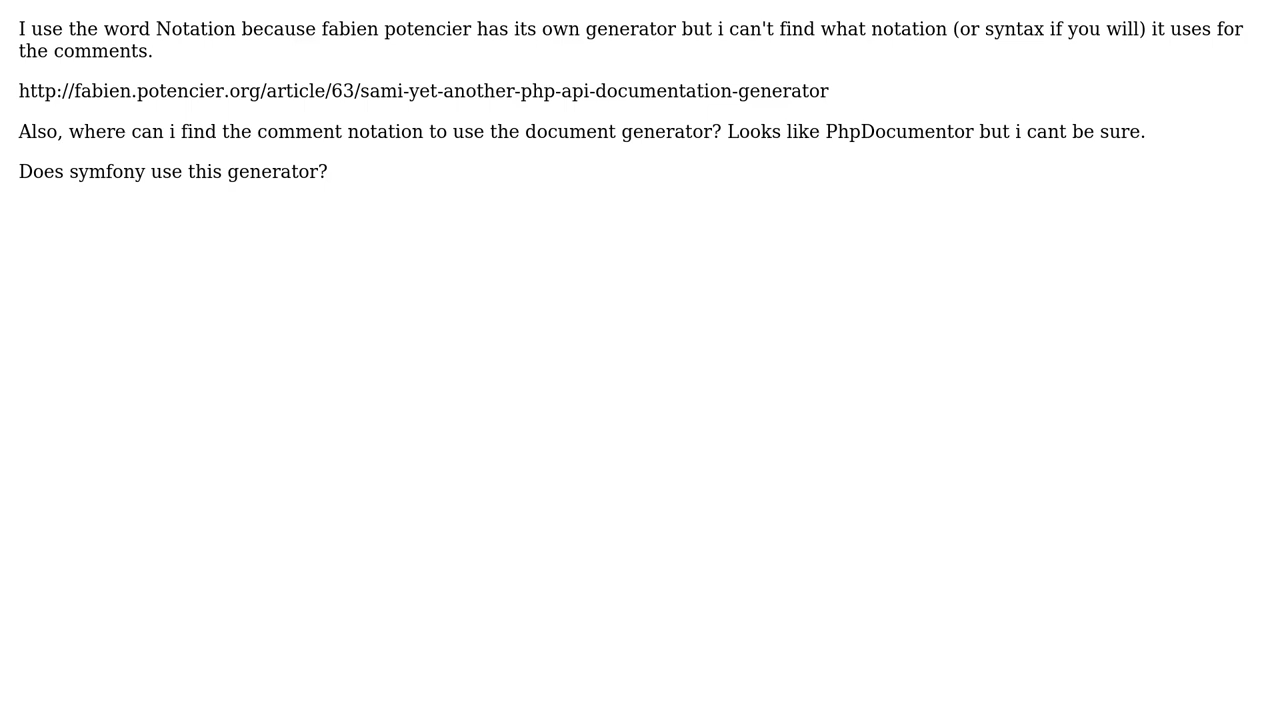 I use the word Notation because fabien potencier has its own generator but i can't find what notation (or syntax if you will) it uses for
the comments.
http://fabien.potencier.org/article/63/sami-yet-another-php-api-documentation-generator
Also, where can i find the comment notation to use the document generator? Looks like PhpDocumentor but i cant be sure.
Does symfony use this generator?